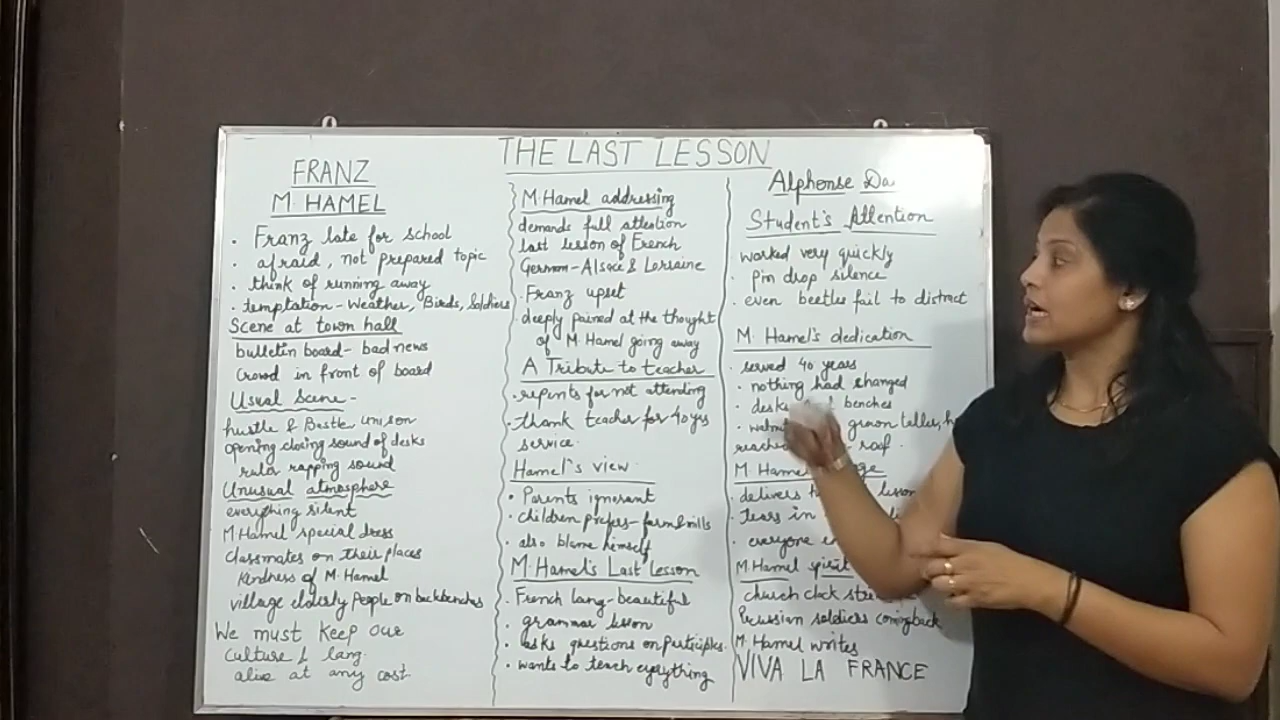 THE LAST LESSON
FRANZ
M. HAMEL
. Franz late for school
. afraid, not prepared topic
. think of running away
. temptation - Weather, Birds, Soldiers
Scene at town hall
bulletin board - bad news
Crowd in front of board
Usual Scene -
hustle & Bustle Unison
opening closing sound of desks
ruler rapping sound
Unusual atmosphere
everything silent
M. Hamel special dress
classmates on their places
Kindness of M. Hamel
village elderly People on backbenches
We must keep our
Culture & lang.
alive at any cost.
M. Hamel addressing
demands full attention
last lesson of French
German - Alsace & Lorraine
. Franz upset
. deeply pained at the thought
of M. Hamel going away
A Tribute to teacher
. repents for not attending
. thank teacher for 40 yrs
service.
Hamel's view
. Parents ignorant
. children prefers - farm & mills
. also blame himself
M. Hamel's Last lesson
. French lang - beautiful
. grammar lesson
. asks questions on Participles.
. wants to teach everything
Alphonse Da
Student's Attention
worked very quickly
. Pin drop silence
. even beetles fail to distract
M. Hamel's dedication
. served 40 years
. nothing had changed
. desks benches
. grown taller,
reached roof.
M. Hamel
. delivers lesson
. Tears in
. everyone
M. Hamel spirit
church clock
Prussian soldiers coming back
M. Hamel writes
VIVA LA FRANCE